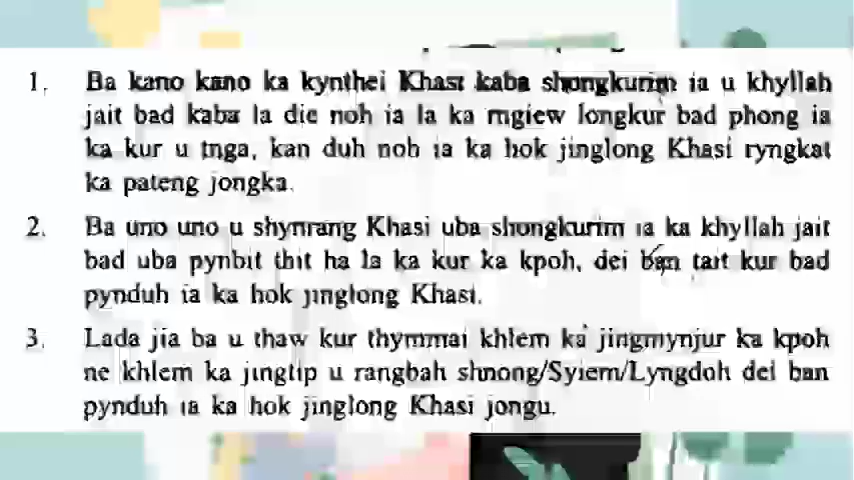 1. Ba kano kano ka kynthei Khasi kaba shongkurim ia u khyllah
jait bad kaba la die noh ia la ka rngiew longkur bad phong ia
ka kur u tnga, kan duh noh ia ka hok jinglong Khasi ryngkat
ka pateng jongka.
2. Ba uno uno u shynrang Khasi uba shongkurim ia ka khyllah jait
bad uba pynbit thit ha la ka kur ka kpoh, dei ban tait kur bad
pynduh ia ka hok jinglong Khasi.
3. Lada jia ba u thaw kur thymmai khlem ka jingmynjur ka kpoh
ne khlem ka jingtip u rangbah shnong/Syiem/Lyngdoh dei ban
pynduh ia ka hok jinglong Khasi jongu.